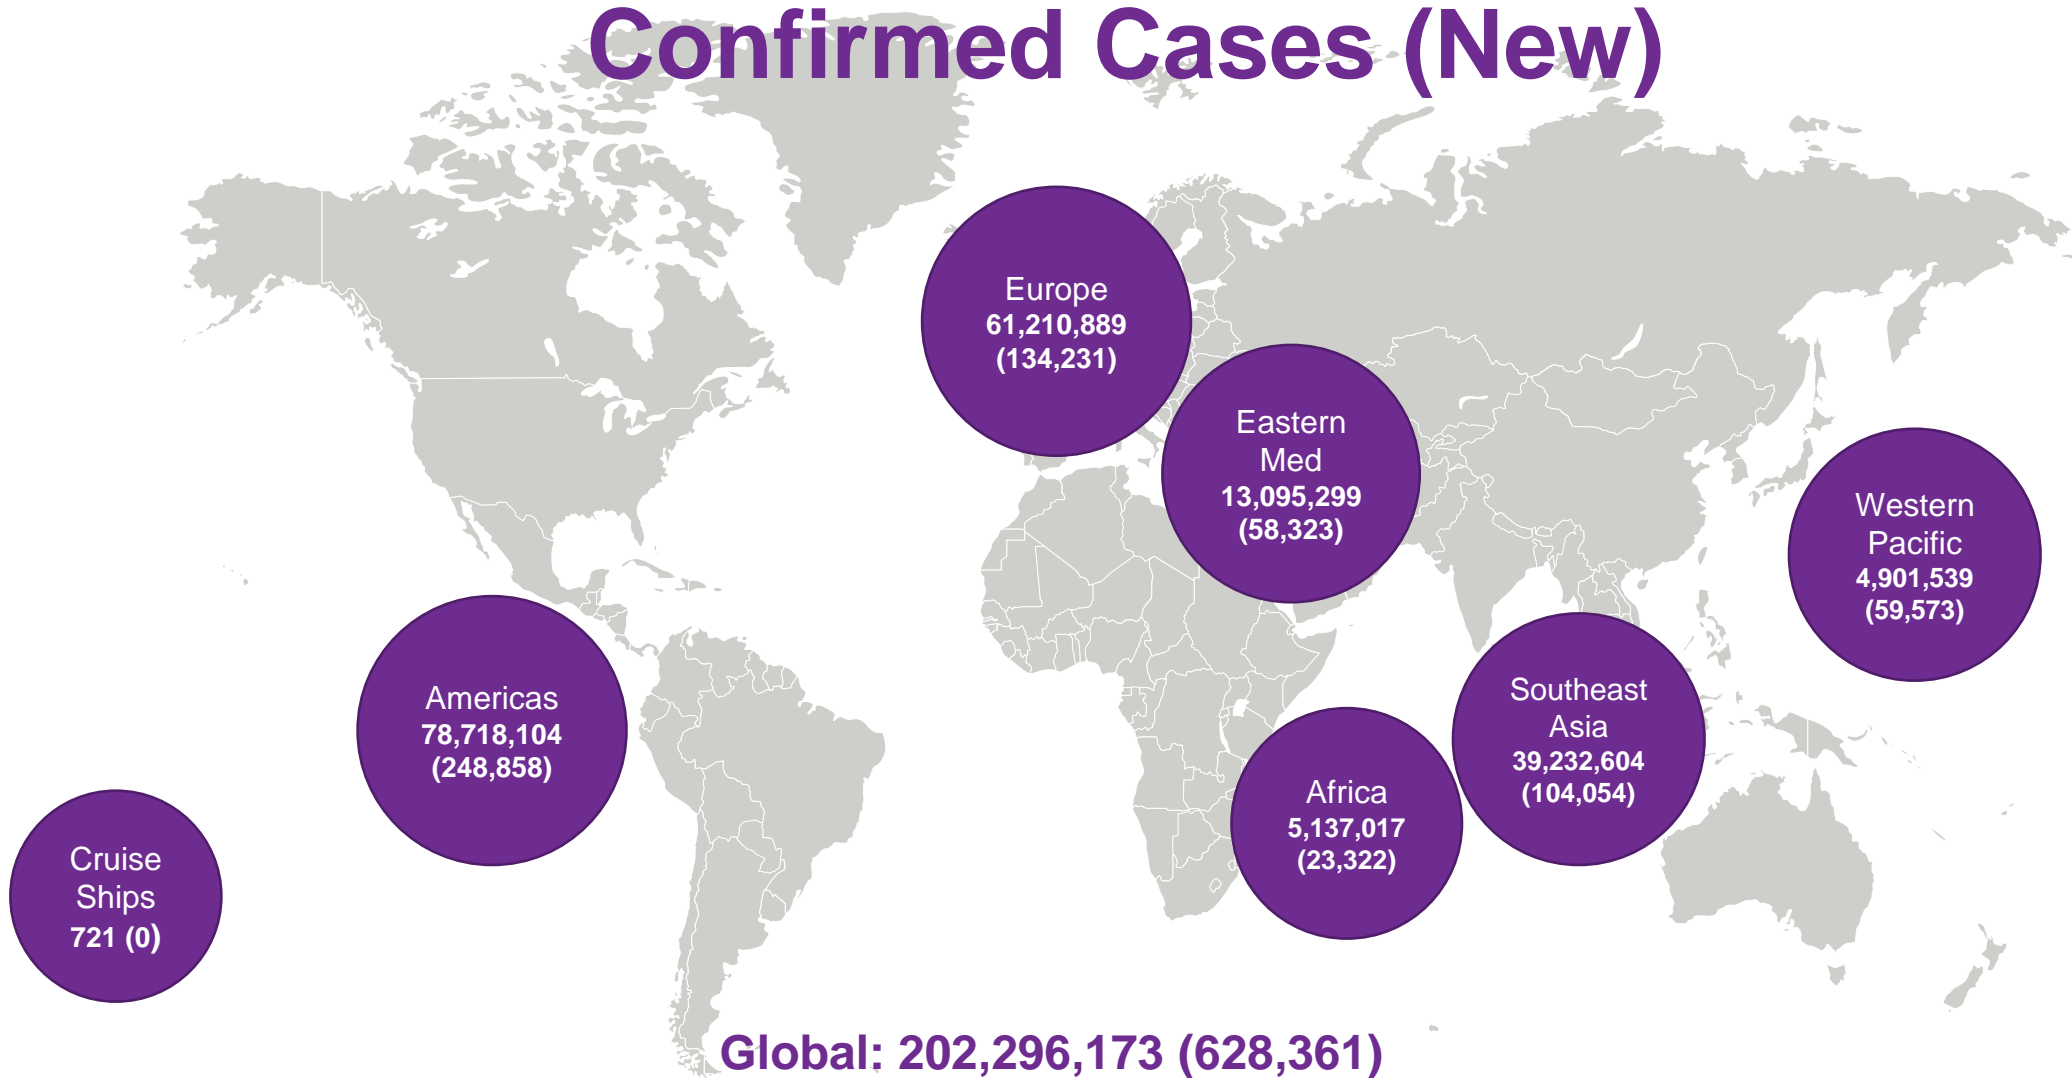 Confirmed Cases (New)
Europe
61,210,889
(134,231)
Eastern
Med
13,095,299
(58,323)
Western
Pacific
4,901,539
(59,573)
Americas
78,718,104
(248,858)
Southeast
Asia
39,232,604
(104,054)
Africa
5,137,017
(23,322)
Cruise
Ships
721 (0)
Global: 202,296,173 (628,361)